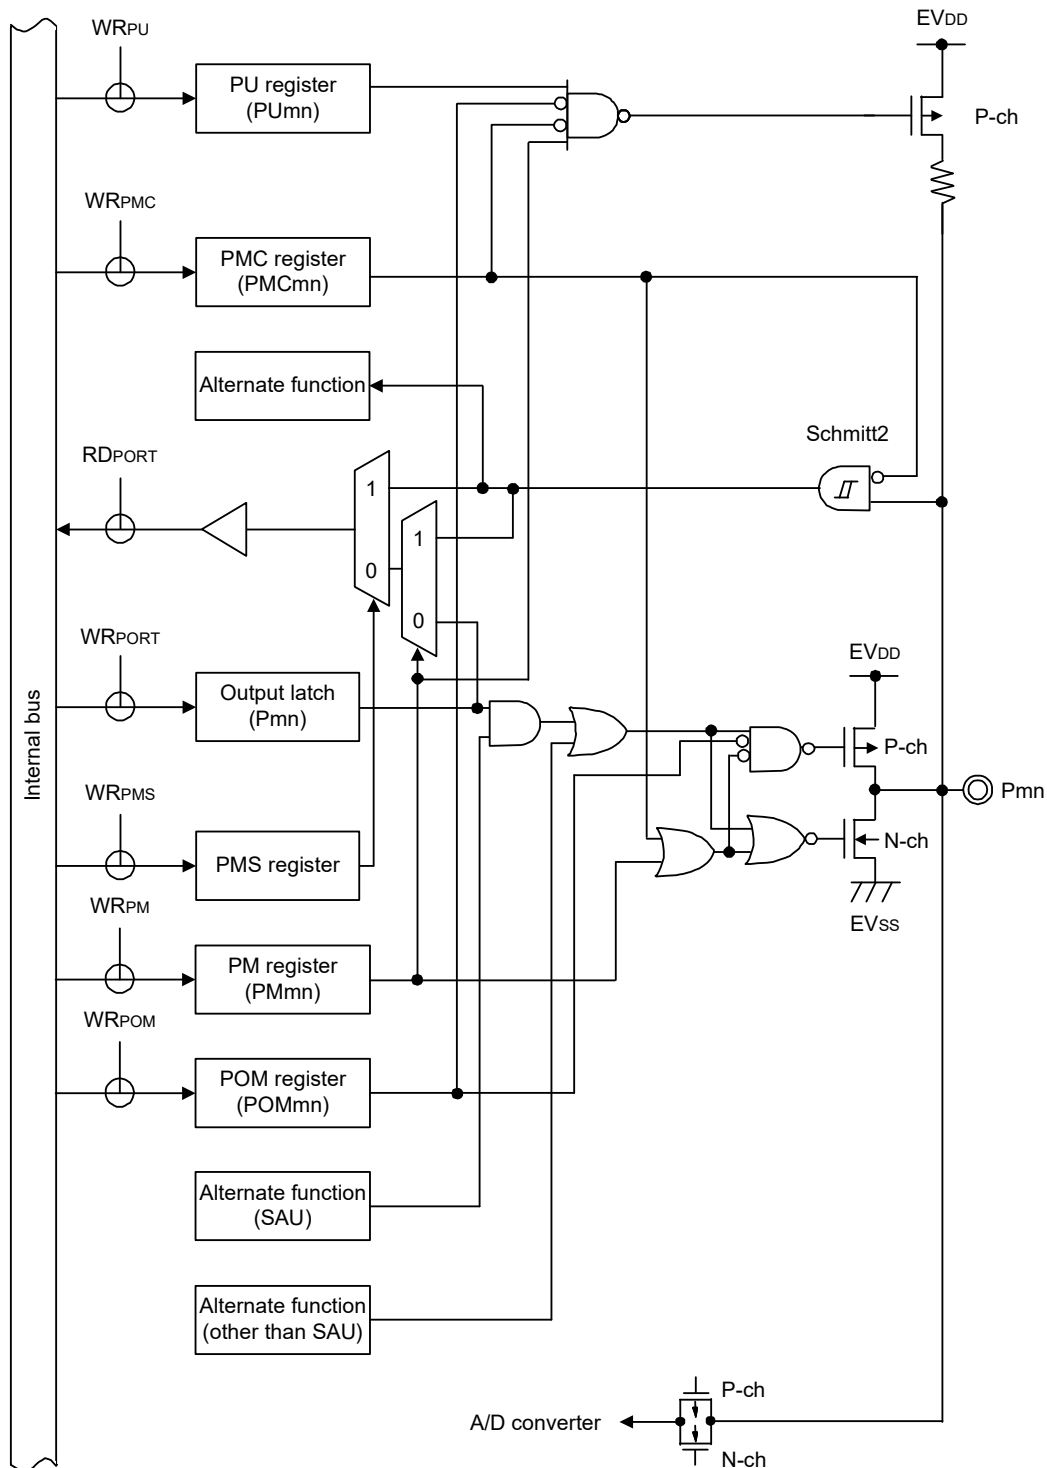 WRPU
EVDD
PU register
(PUmn)
P-ch
WRPMC
PMC register
(PMCmn)
Alternate function
Schmitt2
RDPORT
1
1
0
0
WRPORT
EVDD
Output latch
(Pmn)
Internal bus
P-ch
Pmn
WRPMS
N-ch
PMS register
WRPM
EVSS
PM register
(PMmn)
WRPOM
POM register
(POMmn)
Alternate function
(SAU)
Alternate function
(other than SAU)
P-ch
A/D converter
N-ch